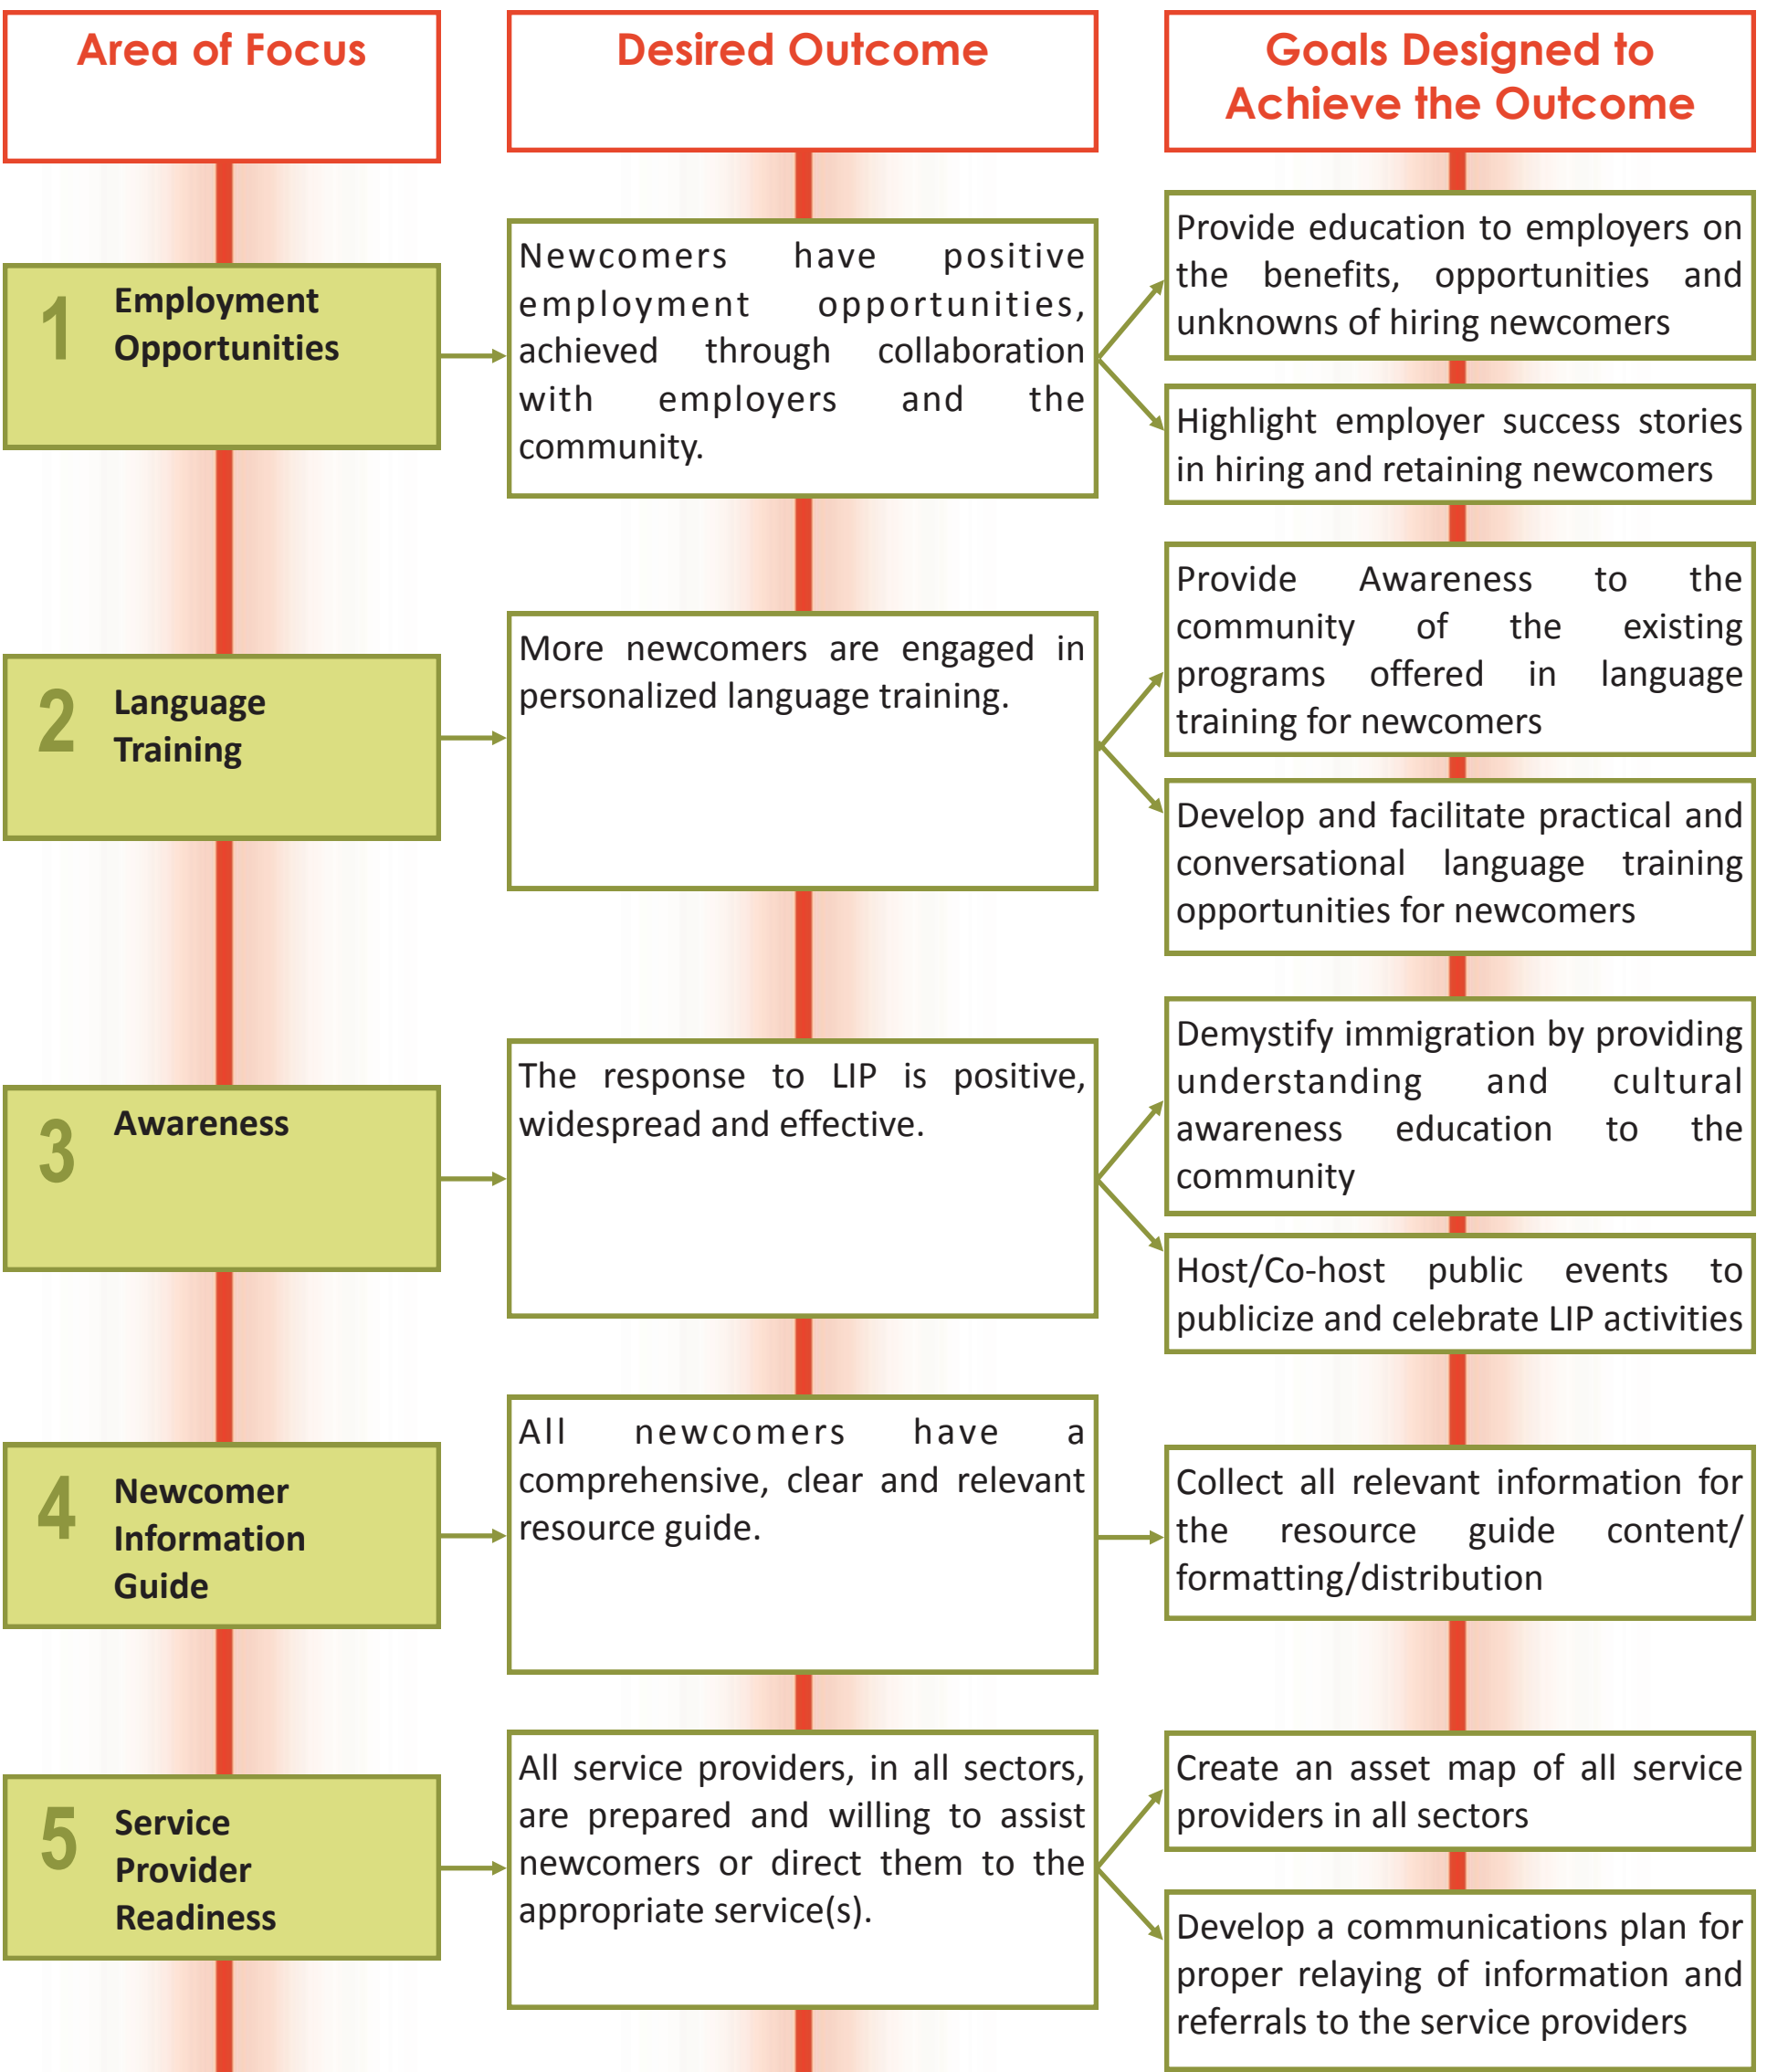 Area of Focus
Desired Outcome
Goals Designed to
Achieve the Outcome
1
Employment
Opportunities
Newcomers have positive
employment opportunities,
achieved through collaboration
with employers and the
community.
Provide education to employers on
the benefits, opportunities and
unknowns of hiring newcomers
Highlight employer success stories
in hiring and retaining newcomers
2
Language
Training
More newcomers are engaged in
personalized language training.
Provide Awareness to the
community of the existing
programs offered in language
training for newcomers
Develop and facilitate practical and
conversational language training
opportunities for newcomers
3
Awareness
The response to LIP is positive,
widespread and effective.
Demystify immigration by providing
understanding and cultural
awareness education to the
community
Host/Co-host public events to
publicize and celebrate LIP activities
4
Newcomer
Information
Guide
All newcomers have a
comprehensive, clear and relevant
resource guide.
Collect all relevant information for
the resource guide content/
formatting/distribution
5
Service
Provider
Readiness
All service providers, in all sectors,
are prepared and willing to assist
newcomers or direct them to the
appropriate service(s).
Create an asset map of all service
providers in all sectors
Develop a communications plan for
proper relaying of information and
referrals to the service providers